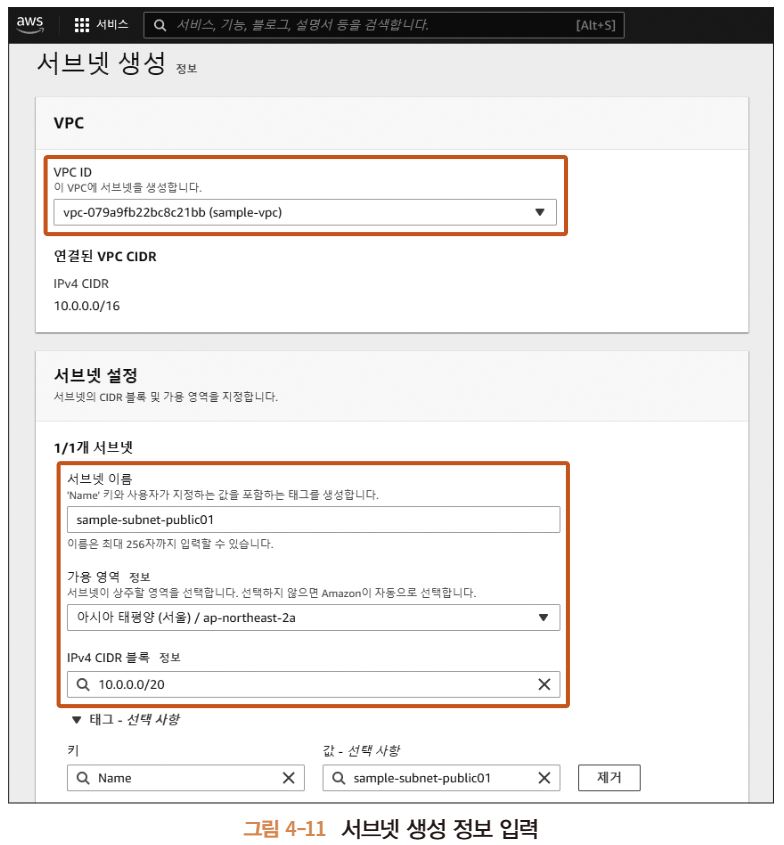 aws
서비스
서비스, 기능, 블로그, 설명서 등을 검색합니다.
[Alt+S]
서브넷 생성 정보
VPC
VPC ID
이 VPC에 서브넷을 생성합니다.
vpc-079a9fb22bc8c21bb (sample-vpc)
연결된 VPC CIDR
IPv4 CIDR
10.0.0.0/16
서브넷 설정
서브넷의 CIDR 블록 및 가용 영역을 지정합니다.
1/1개 서브넷
서브넷 이름
'Name' 키와 사용자가 지정하는 값을 포함하는 태그를 생성합니다.
sample-subnet-public01
이름은 최대 256자까지 입력할 수 있습니다.
가용 영역 정보
서브넷이 상주할 영역을 선택합니다. 선택하지 않으면 Amazon이 자동으로 선택합니다.
아시아 태평양 (서울) / ap-northeast-2a
IPv4 CIDR 블록 정보
10.0.0.0/20
태그 - 선택 사항
키
값 - 선택 사항
Name
sample-subnet-public01
제거
그림 4-11 서브넷 생성 정보 입력